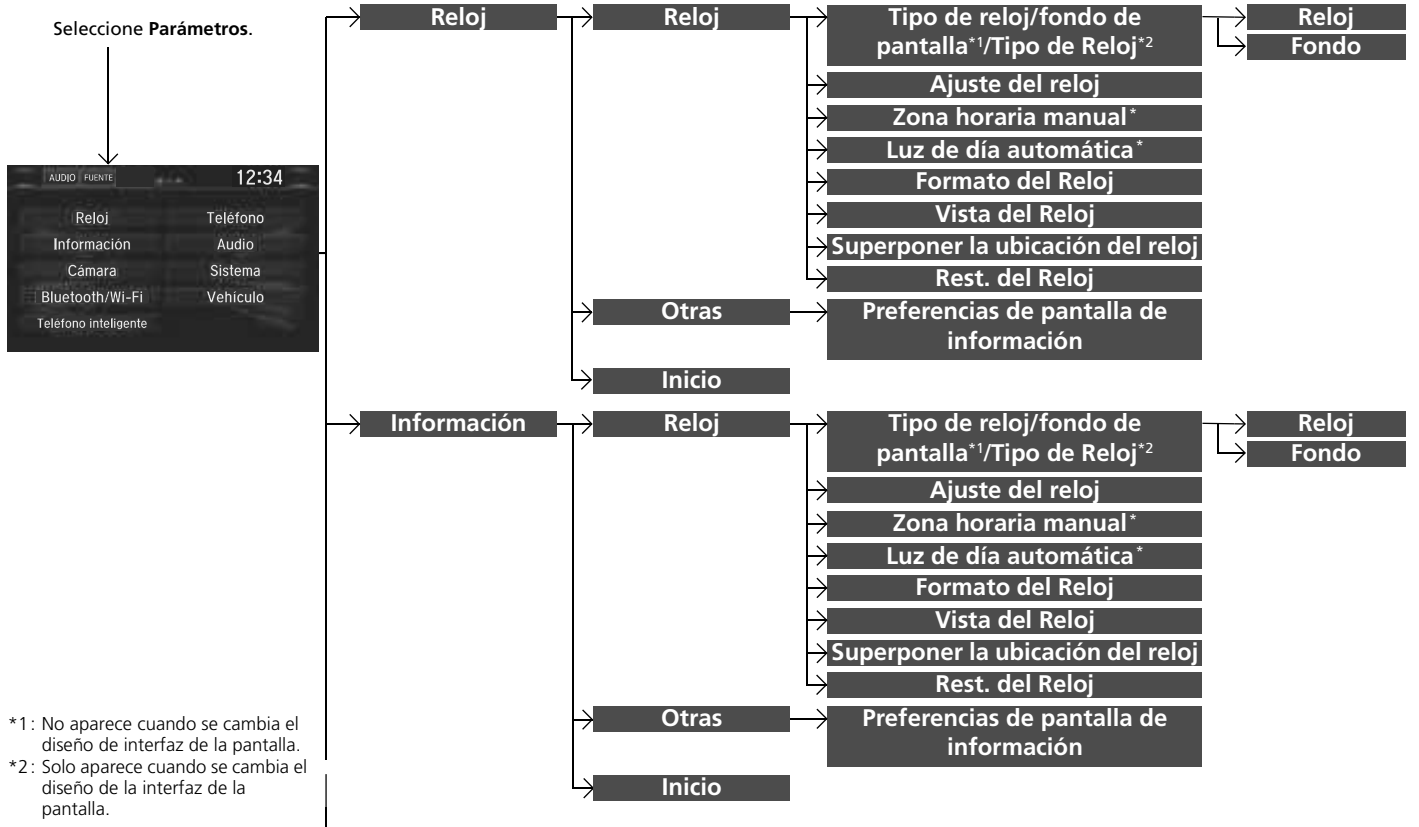 Seleccione Parámetros.
AUDIO FUENTE 12:34
Reloj Teléfono
Información Audio
Cámara Sistema
Bluetooth/Wi-Fi Vehículo
Teléfono inteligente
Reloj
Reloj
Tipo de reloj/fondo de
pantalla*1/Tipo de Reloj*2
Reloj
Fondo
Ajuste del reloj
Zona horaria manual*
Luz de día automática*
Formato del Reloj
Vista del Reloj
Superponer la ubicación del reloj
Rest. del Reloj
Otras
Preferencias de pantalla de
información
Inicio
Información
Reloj
Tipo de reloj/fondo de
pantalla*1/Tipo de Reloj*2
Reloj
Fondo
Ajuste del reloj
Zona horaria manual*
Luz de día automática*
Formato del Reloj
Vista del Reloj
Superponer la ubicación del reloj
Rest. del Reloj
Otras
Preferencias de pantalla de
información
Inicio
*1: No aparece cuando se cambia el
diseño de interfaz de la pantalla.
*2: Solo aparece cuando se cambia el
diseño de la interfaz de la
pantalla.